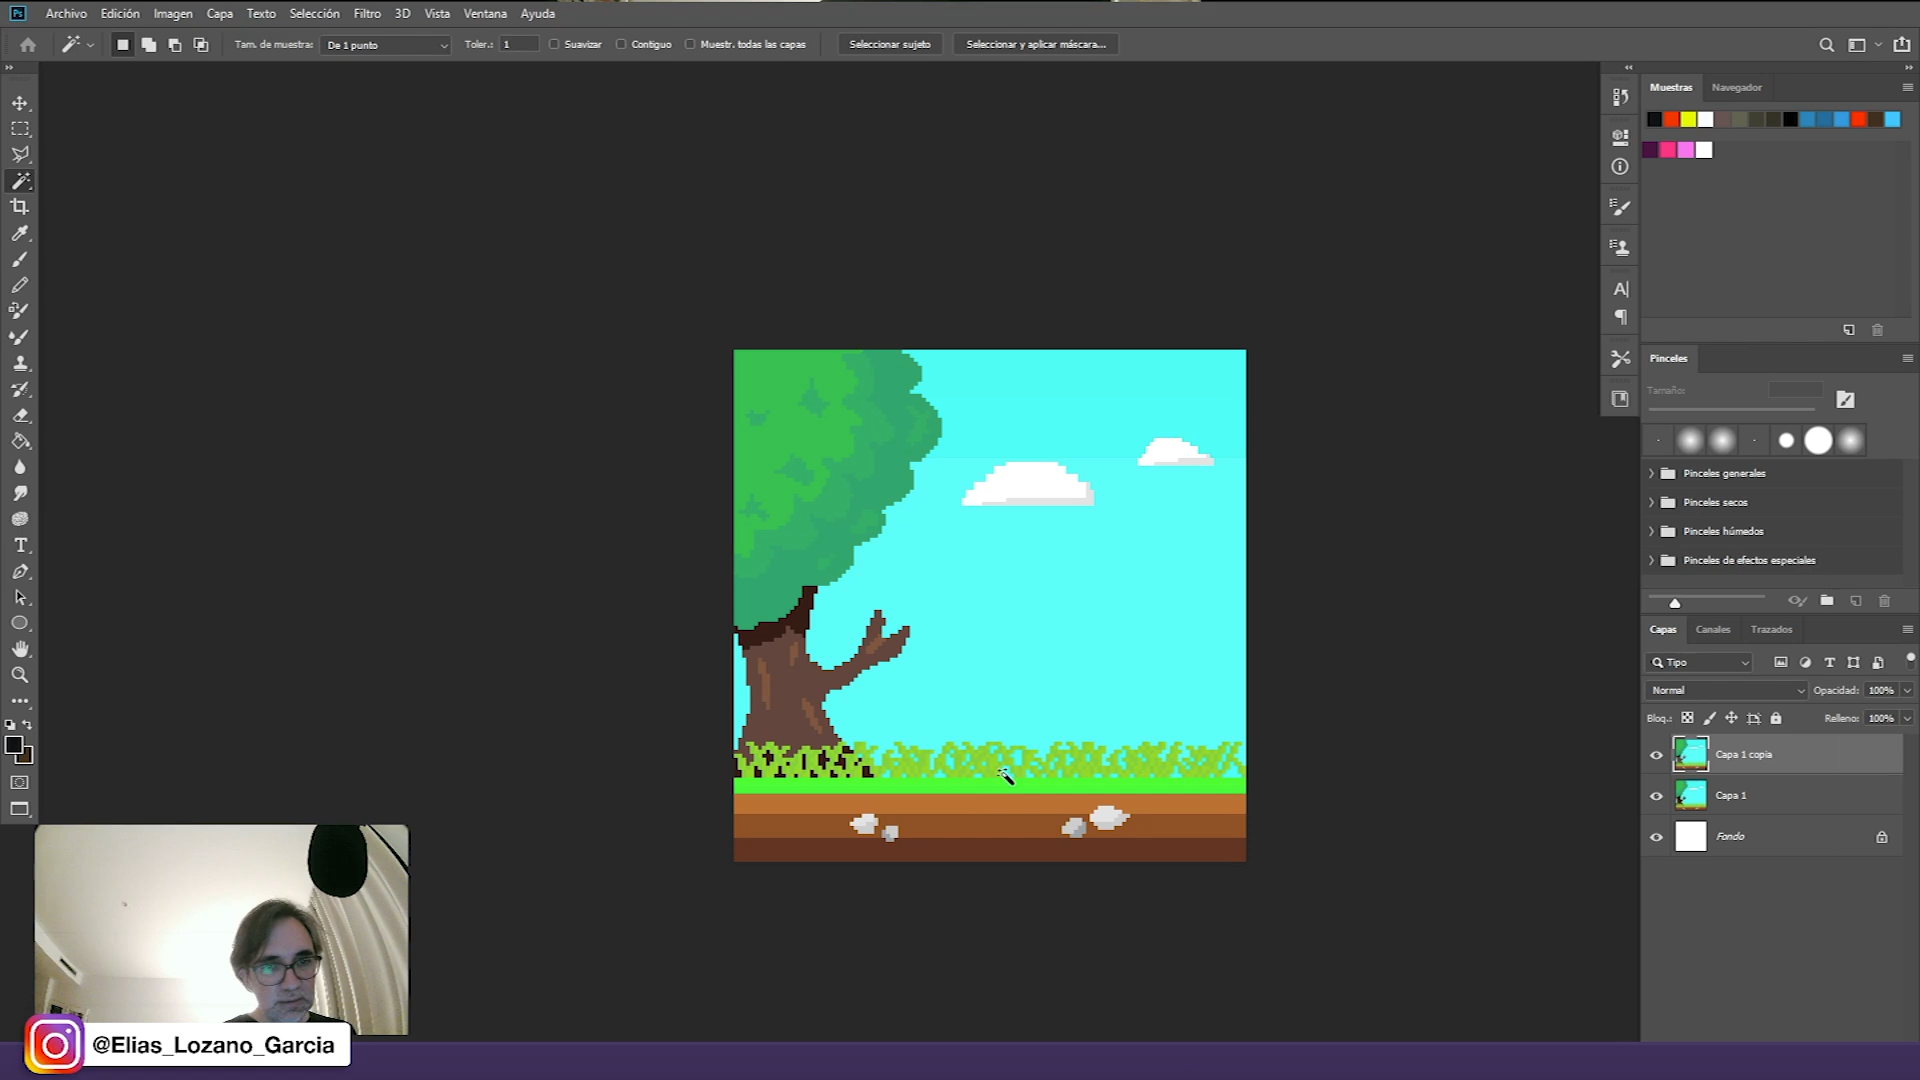 Ps Archivo Edición Imagen Capa Texto Selección Filtro 3D Vista Ventana Ayuda
Tam. de muestra: De 1 punto Toler.: 1 Suavizar Contiguo Muestr. todas las capas Seleccionar sujeto Seleccionar y aplicar máscara...
Muestras Navegador
Pinceles
Tamaño:
Pinceles generales
Pinceles secos
Pinceles húmedos
Pinceles de efectos especiales
Capas Canales Trazados
Tipo
Normal Opacidad: 100%
Bloq.: Relleno: 100%
Capa 1 copia
Capa 1
Fondo
@Elias_Lozano_Garcia